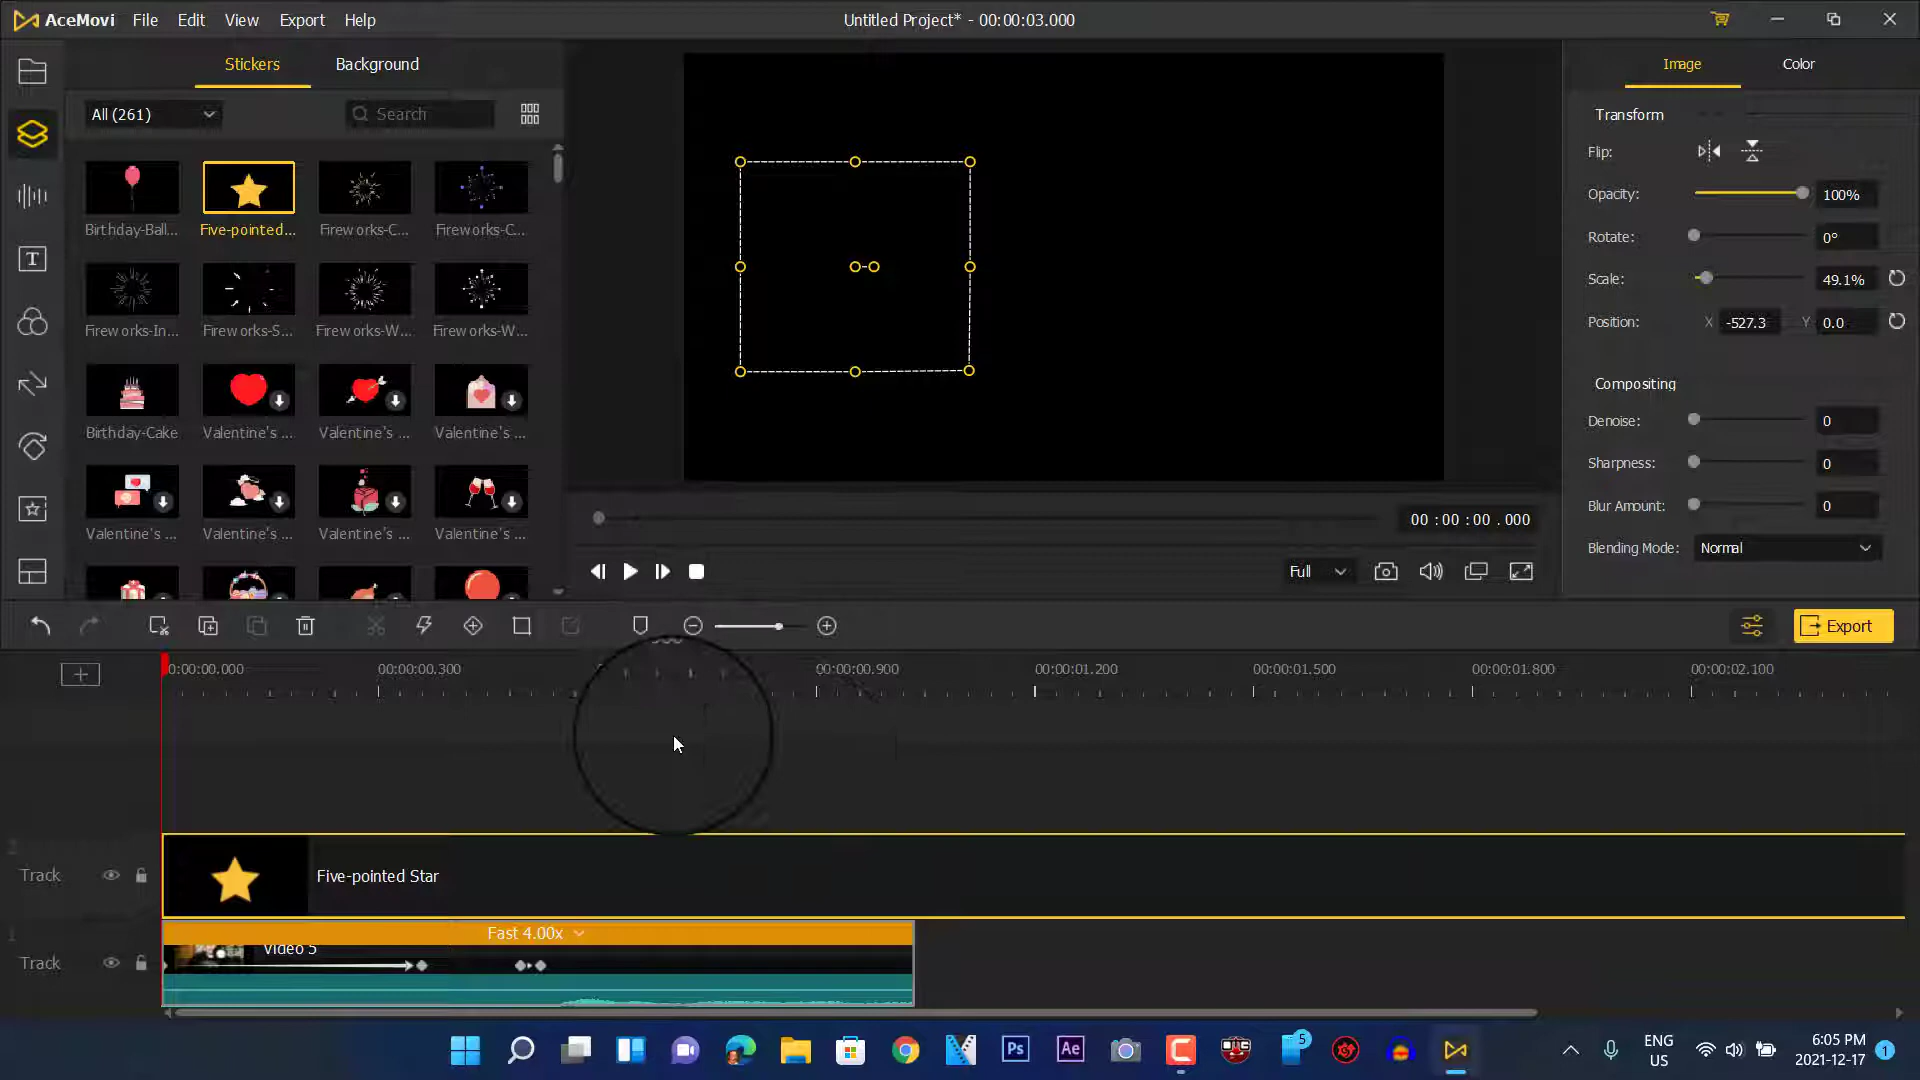 AceMovi File Edit View Export Help
Untitled Project* - 00:00:03.000
Stickers Background
All (261) Search
Birthday-Ball... Five-pointed... Fireworks-C... Fireworks-C...
Fireworks-In... Fireworks-S... Fireworks-W... Fireworks-W...
Birthday-Cake Valentine's ... Valentine's ... Valentine's ...
Valentine's ... Valentine's ... Valentine's ... Valentine's ...
00 : 00 : 00 . 000
Full
Image Color
Transform
Flip:
Opacity: 100%
Rotate: 0°
Scale: 49.1%
Position: X -527.3 Y 0.0
Compositing
Denoise: 0
Sharpness: 0
Blur Amount: 0
Blending Mode: Normal
Export
0:00:00.000 00:00:00.300 00:00:00.900 00:00:01.200 00:00:01.500 00:00:01.800 00:00:02.100
2
Track Five-pointed Star
1
Fast 4.00x
Video 5
Track
Ps Ae 5
ENG
US
6:05 PM
2021-12-17
1